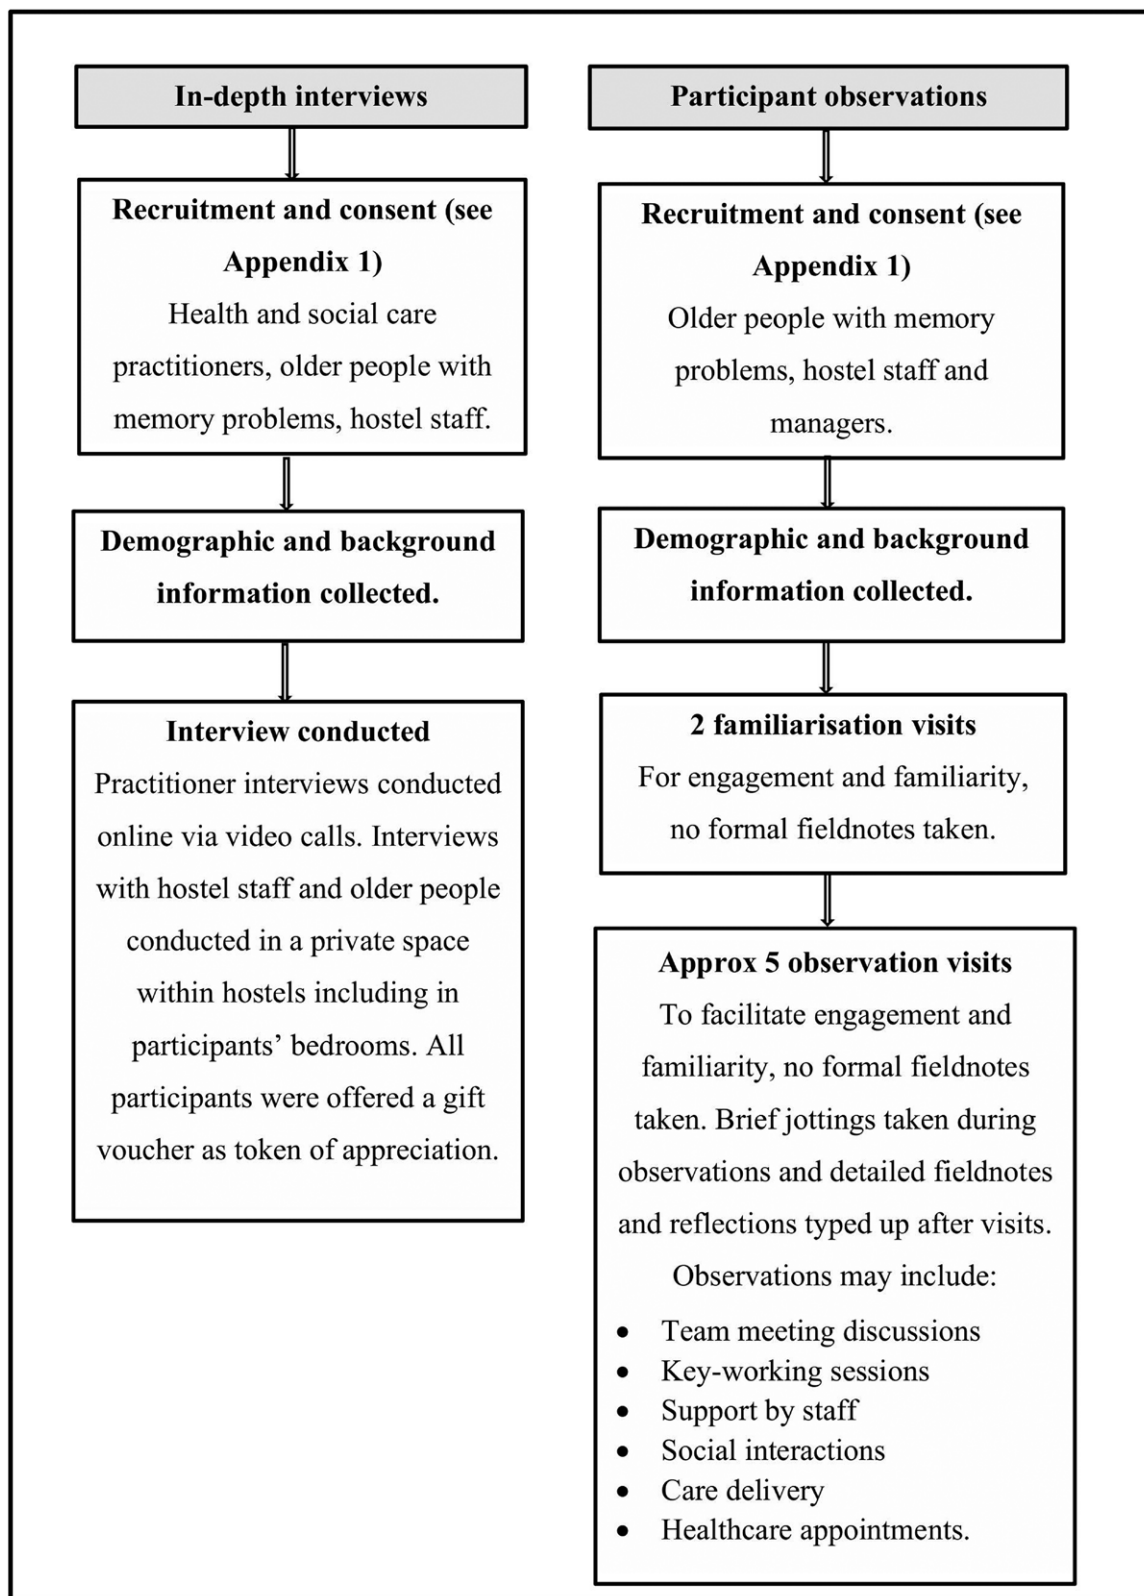 In-depth interviews
Recruitment and consent (see
Appendix 1)
Health and social care
practitioners, older people with
memory problems, hostel staff.
Demographic and background
information collected.
Interview conducted
Practitioner interviews conducted
online via video calls. Interviews
with hostel staff and older people
conducted in a private space
within hostels including in
participants’ bedrooms. All
participants were offered a gift
voucher as token of appreciation.
Participant observations
Recruitment and consent (see
Appendix 1)
Older people with memory
problems, hostel staff and
managers.
Demographic and background
information collected.
2 familiarisation visits
For engagement and familiarity,
no formal fieldnotes taken.
Approx 5 observation visits
To facilitate engagement and
familiarity, no formal fieldnotes
taken. Brief jottings taken during
observations and detailed fieldnotes
and reflections typed up after visits.
Observations may include:
• Team meeting discussions
• Key-working sessions
• Support by staff
• Social interactions
• Care delivery
• Healthcare appointments.